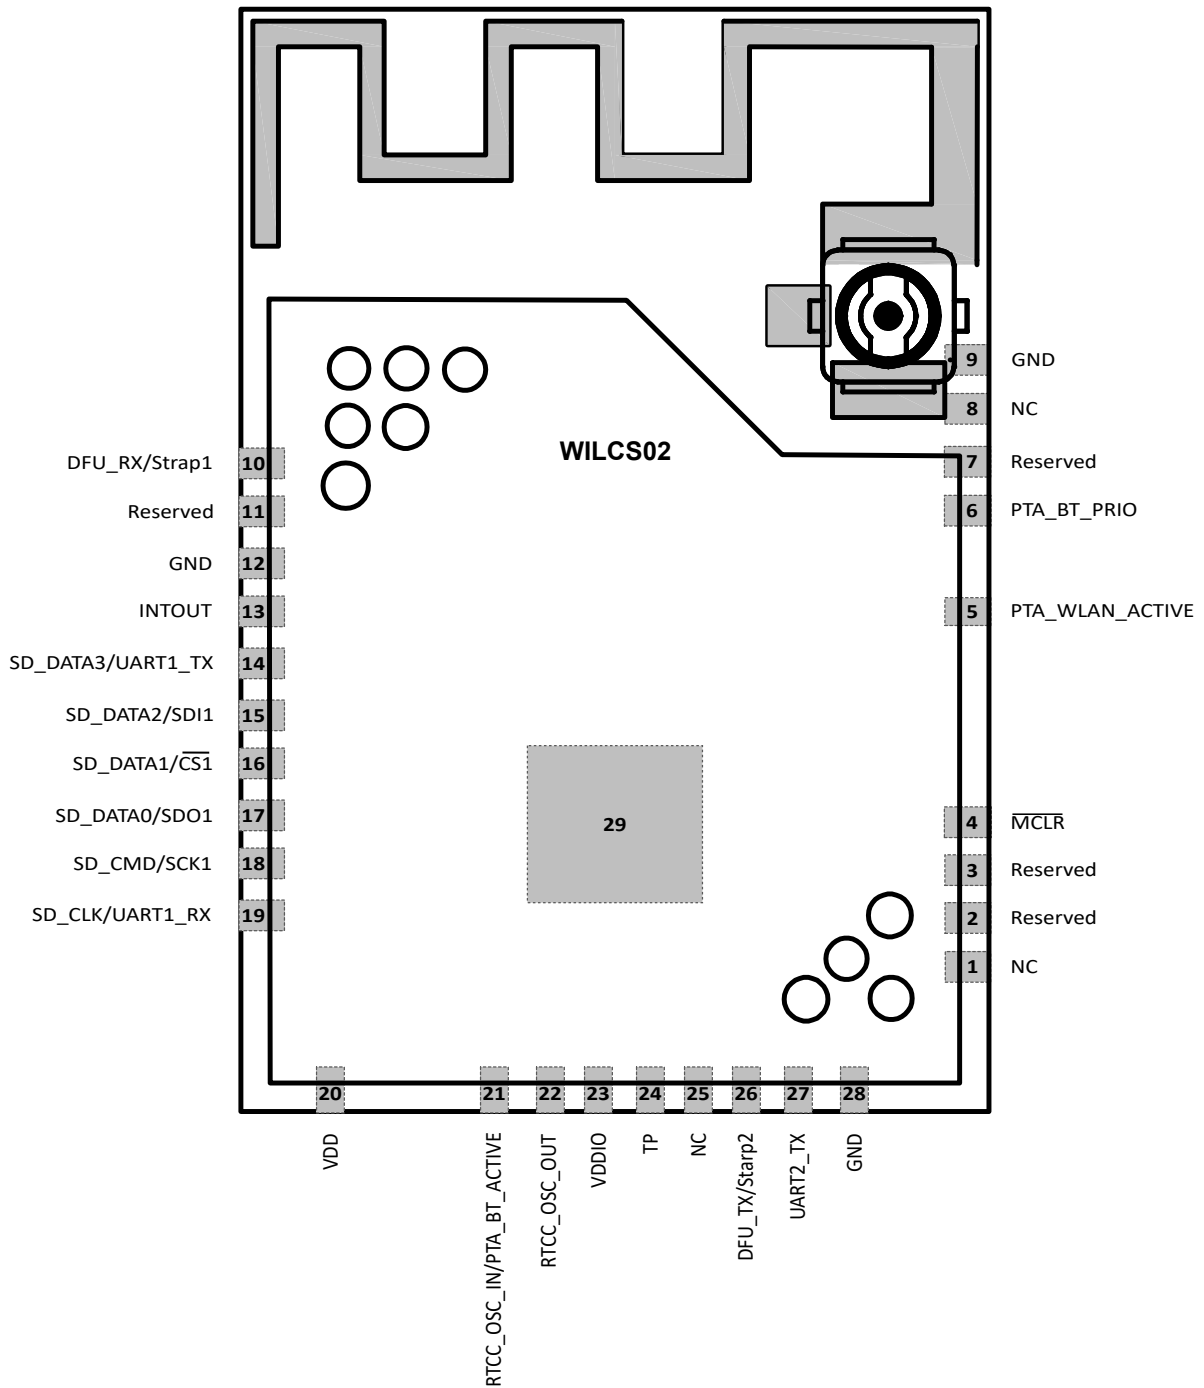 9 GND
8 NC
WILCS02
DFU_RX/Strap1 10
7 Reserved
Reserved 11
6 PTA_BT_PRIO
GND 12
INTOUT 13
5 PTA_WLAN_ACTIVE
SD_DATA3/UART1_TX 14
SD_DATA2/SDI1 15
SD_DATA1/C̅S̅1̅ 16
SD_DATA0/SDO1 17
29
4 M̅C̅L̅R̅
SD_CMD/SCK1 18
3 Reserved
SD_CLK/UART1_RX 19
2 Reserved
1 NC
20 VDD
21 RTCC_OSC_IN/PTA_BT_ACTIVE
22 RTCC_OSC_OUT
23 VDDIO
24 TP
25 NC
26 DFU_TX/Starp2
27 UART2_TX
28 GND